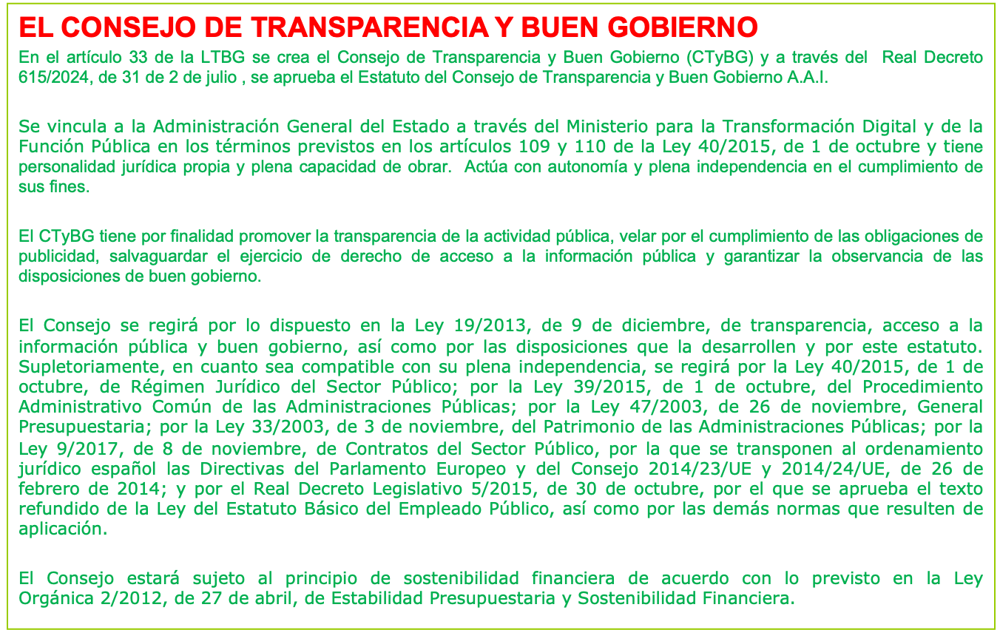 EL CONSEJO DE TRANSPARENCIA Y BUEN GOBIERNO
En el artículo 33 de la LTBG se crea el Consejo de Transparencia y Buen Gobierno (CTyBG) y a través del Real Decreto
615/2024, de 31 de 2 de julio , se aprueba el Estatuto del Consejo de Transparencia y Buen Gobierno A.A.I.
Se vincula a la Administración General del Estado a través del Ministerio para la Transformación Digital y de la
Función Pública en los términos previstos en los artículos 109 y 110 de la Ley 40/2015, de 1 de octubre y tiene
personalidad jurídica propia y plena capacidad de obrar. Actúa con autonomía y plena independencia en el cumplimiento de
sus fines.
El CTyBG tiene por finalidad promover la transparencia de la actividad pública, velar por el cumplimiento de las obligaciones de
publicidad, salvaguardar el ejercicio de derecho de acceso a la información pública y garantizar la observancia de las
disposiciones de buen gobierno.
El Consejo se regirá por lo dispuesto en la Ley 19/2013, de 9 de diciembre, de transparencia, acceso a la
información pública y buen gobierno, así como por las disposiciones que la desarrollen y por este estatuto.
Supletoriamente, en cuanto sea compatible con su plena independencia, se regirá por la Ley 40/2015, de 1 de
octubre, de Régimen Jurídico del Sector Público; por la Ley 39/2015, de 1 de octubre, del Procedimiento
Administrativo Común de las Administraciones Públicas; por la Ley 47/2003, de 26 de noviembre, General
Presupuestaria; por la Ley 33/2003, de 3 de noviembre, del Patrimonio de las Administraciones Públicas; por la
Ley 9/2017, de 8 de noviembre, de Contratos del Sector Público, por la que se transponen al ordenamiento
jurídico español las Directivas del Parlamento Europeo y del Consejo 2014/23/UE y 2014/24/UE, de 26 de
febrero de 2014; y por el Real Decreto Legislativo 5/2015, de 30 de octubre, por el que se aprueba el texto
refundido de la Ley del Estatuto Básico del Empleado Público, así como por las demás normas que resulten de
aplicación.
El Consejo estará sujeto al principio de sostenibilidad financiera de acuerdo con lo previsto en la Ley
Orgánica 2/2012, de 27 de abril, de Estabilidad Presupuestaria y Sostenibilidad Financiera.